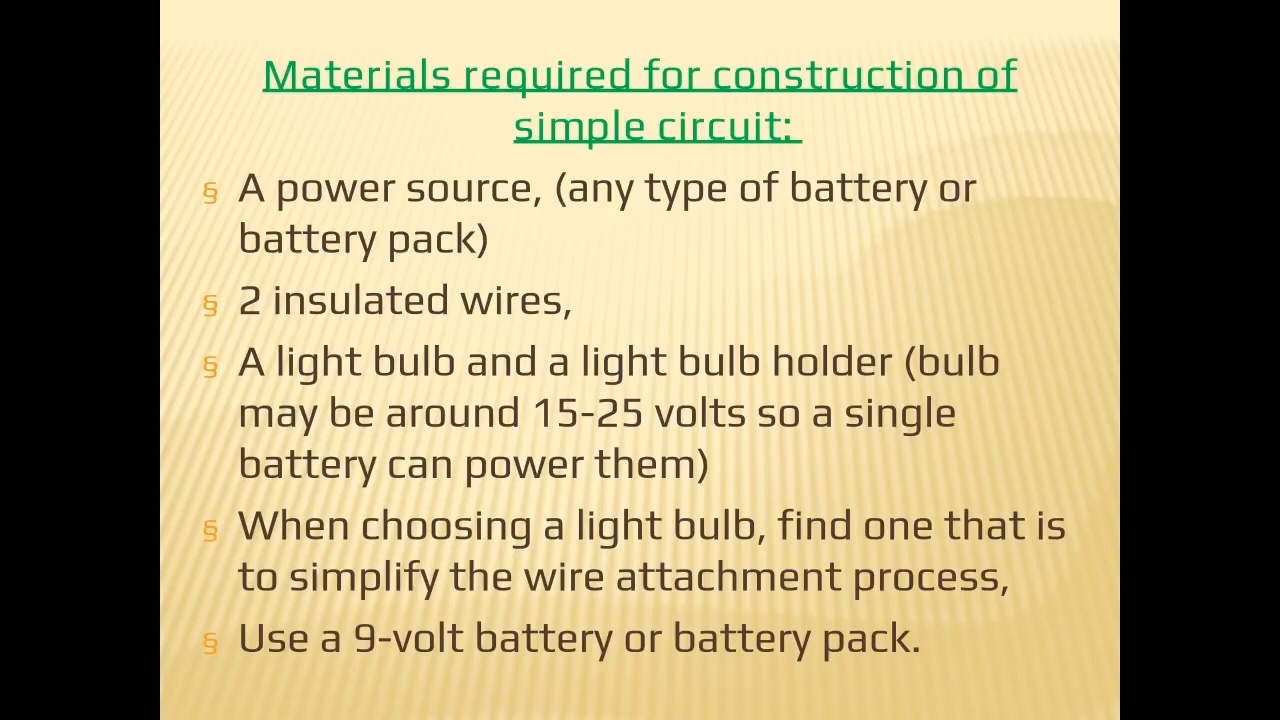 Materials required for construction of
simple circuit:
§ A power source, (any type of battery or
battery pack)
§ 2 insulated wires,
§ A light bulb and a light bulb holder (bulb
may be around 15-25 volts so a single
battery can power them)
§ When choosing a light bulb, find one that is
to simplify the wire attachment process,
§ Use a 9-volt battery or battery pack.